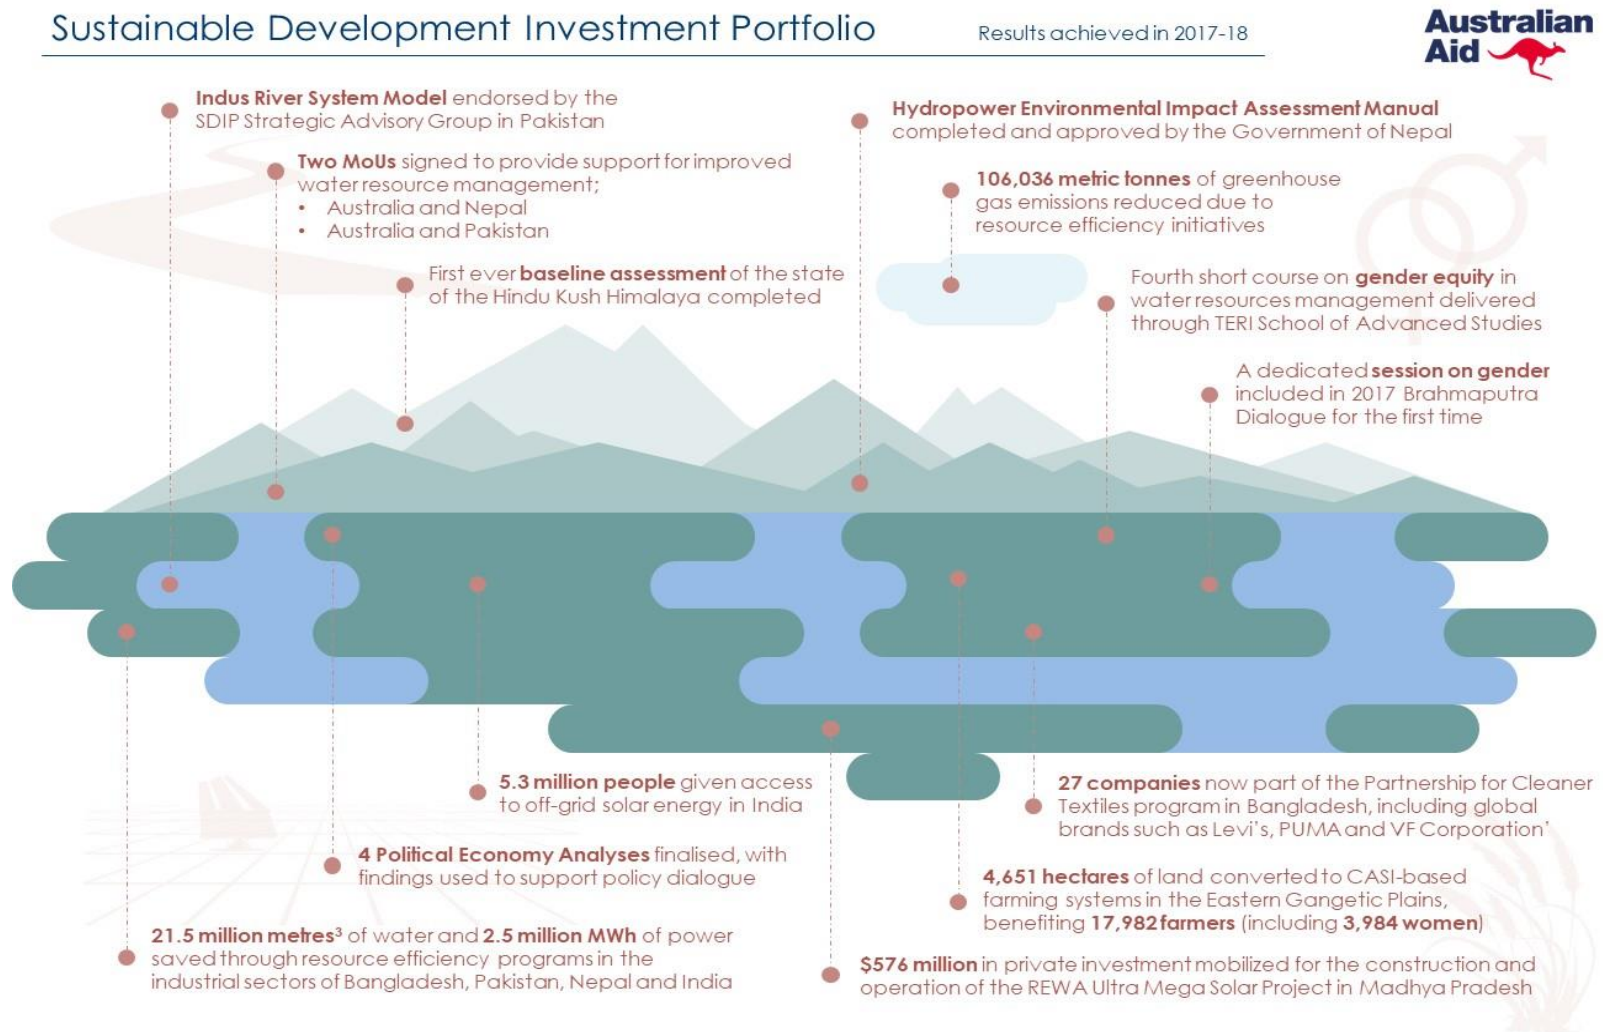 Sustainable Development Investment Portfolio
Results achieved in 2017-18
Australian
Aid
Indus River System Model endorsed by the
SDIP Strategic Advisory Group in Pakistan
Two MoUs signed to provide support for improved
water resource management;
• Australia and Nepal
• Australia and Pakistan
First ever baseline assessment of the state
of the Hindu Kush Himalaya completed
Hydropower Environmental Impact Assessment Manual
completed and approved by the Government of Nepal
106,036 metric tonnes of greenhouse
gas emissions reduced due to
resource efficiency initiatives
Fourth short course on gender equity in
water resources management delivered
through TERI School of Advanced Studies
A dedicated session on gender
included in 2017 Brahmaputra
Dialogue for the first time
5.3 million people given access
to off-grid solar energy in India
4 Political Economy Analyses finalised, with
findings used to support policy dialogue
21.5 million metres³ of water and 2.5 million MWh of power
saved through resource efficiency programs in the
industrial sectors of Bangladesh, Pakistan, Nepal and India
27 companies now part of the Partnership for Cleaner
Textiles program in Bangladesh, including global
brands such as Levi's, PUMA and VF Corporation'
4,651 hectares of land converted to CASI-based
farming systems in the Eastern Gangetic Plains,
benefiting 17,982 farmers (including 3,984 women)
$576 million in private investment mobilized for the construction and
operation of the REWA Ultra Mega Solar Project in Madhya Pradesh